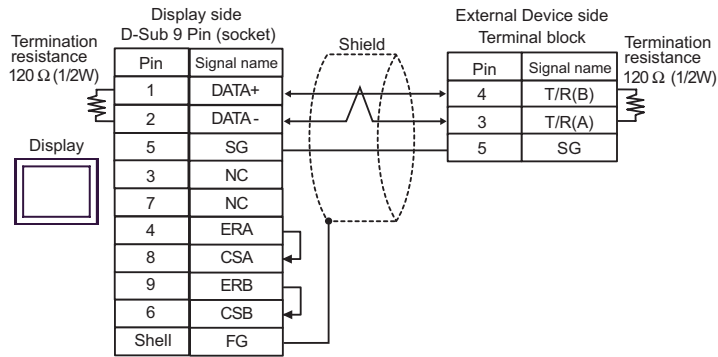 Display side
D-Sub 9 Pin (socket)
External Device side
Terminal block
Termination
resistance
120 Ω (1/2W)
Shield
Termination
resistance
120 Ω (1/2W)
Pin Signal name
1 DATA+
2 DATA-
5 SG
3 NC
7 NC
4 ERA
8 CSA
9 ERB
6 CSB
Shell FG
Display
Pin Signal name
4 T/R(B)
3 T/R(A)
5 SG